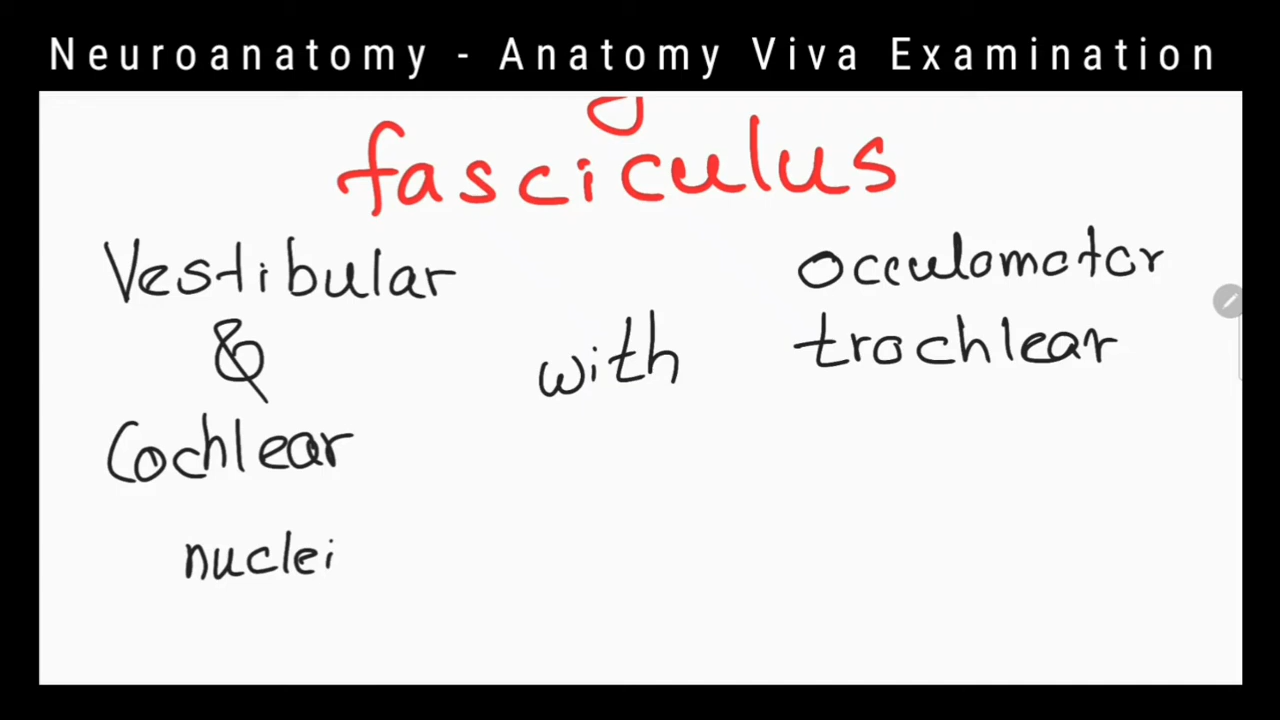 Neuroanatomy - Anatomy Viva Examination
fasciculus
Vestibular
&
Cochlear
nuclei
with
occulomotor
trochlear